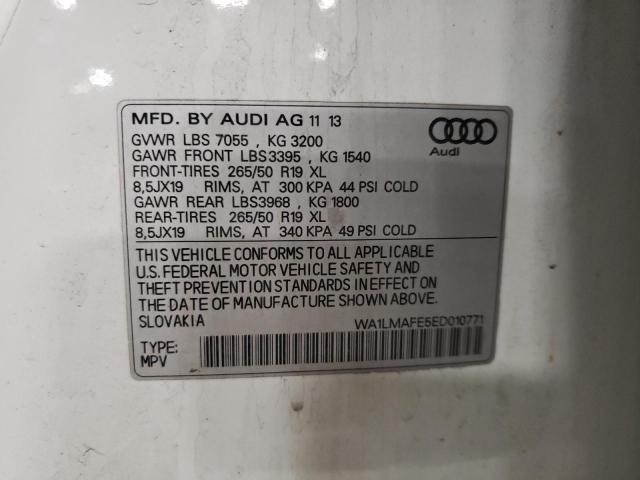 MFD. BY AUDI AG 11 13
GVWR LBS 7055 , KG 3200
GAWR FRONT LBS3395 , KG 1540
FRONT-TIRES 265/50 R19 XL
8,5JX19 RIMS, AT 300 KPA 44 PSI COLD
GAWR REAR LBS3968 , KG 1800
REAR-TIRES 265/50 R19 XL
8,5JX19 RIMS, AT 340 KPA 49 PSI COLD
Audi
THIS VEHICLE CONFORMS TO ALL APPLICABLE
U.S. FEDERAL MOTOR VEHICLE SAFETY AND
THEFT PREVENTION STANDARDS IN EFFECT ON
THE DATE OF MANUFACTURE SHOWN ABOVE.
SLOVAKIA WA1LMAFE5ED010771
TYPE:
MPV